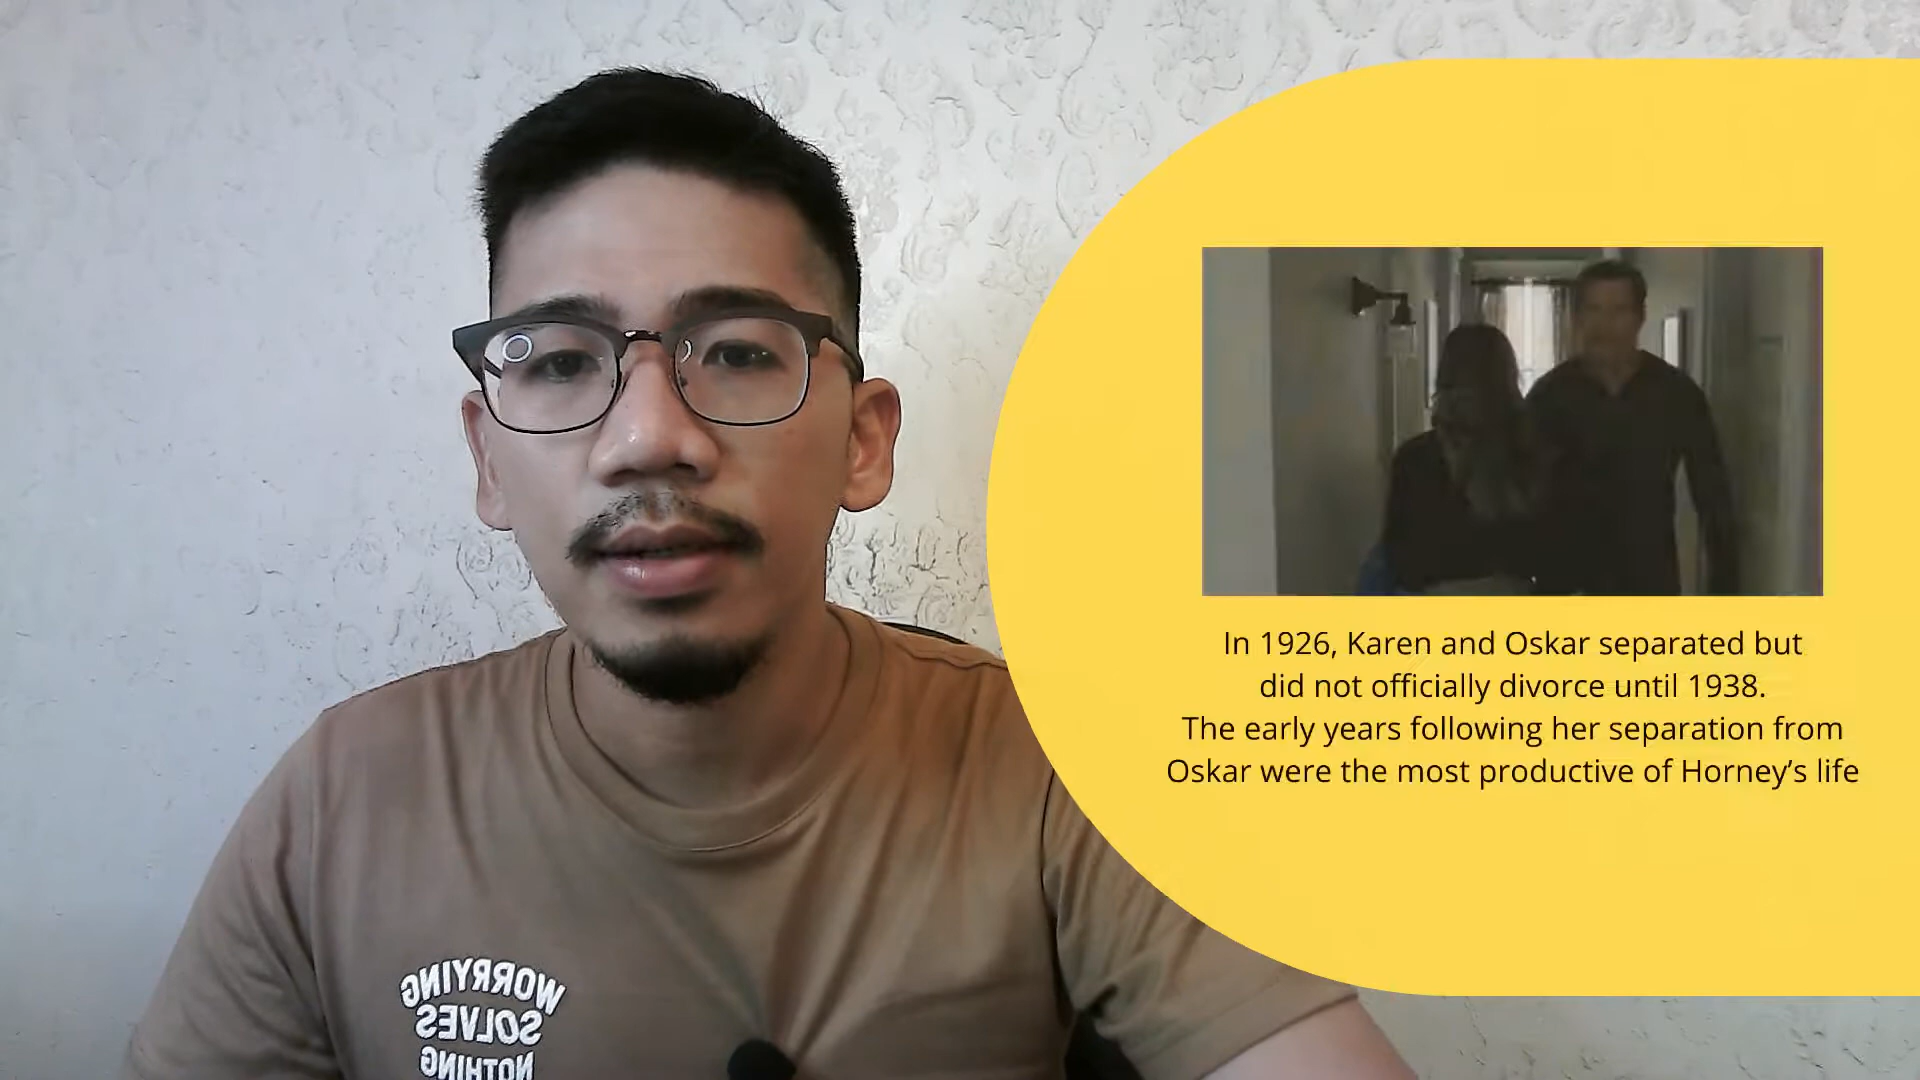 In 1926, Karen and Oskar separated but
did not officially divorce until 1938.
The early years following her separation from
Oskar were the most productive of Horney’s life
WORRYING
SOLVES
NOTHING